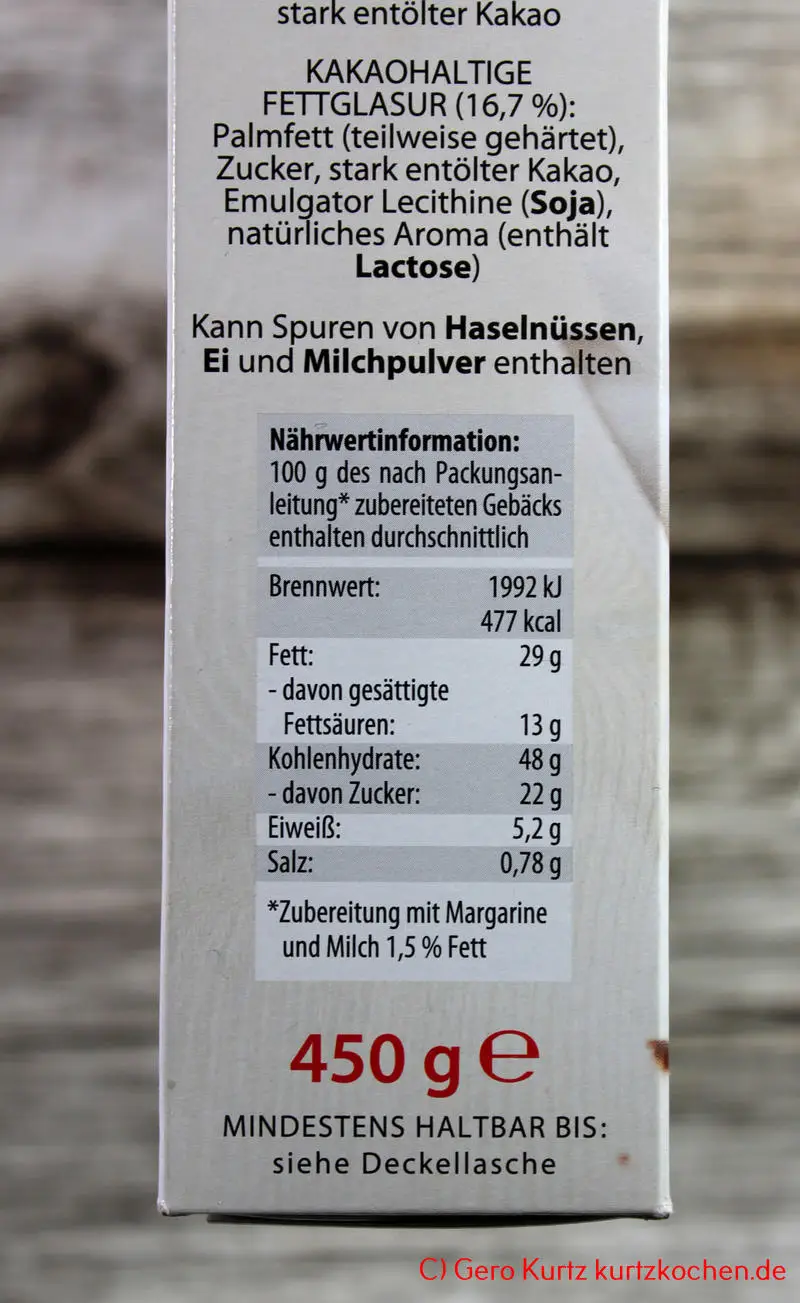 stark entölter Kakao
KAKAOHALTIGE
FETTGLASUR (16,7 %):
Palmfett (teilweise gehärtet),
Zucker, stark entölter Kakao,
Emulgator Lecithine (Soja),
natürliches Aroma (enthält
Lactose)
Kann Spuren von Haselnüssen,
Ei und Milchpulver enthalten
Nährwertinformation:
100 g des nach Packungsan-
leitung* zubereiteten Gebäcks
enthalten durchschnittlich
Brennwert: 1992 kJ
477 kcal
Fett: 29 g
- davon gesättigte
Fettsäuren: 13 g
Kohlenhydrate: 48 g
- davon Zucker: 22 g
Eiweiß: 5,2 g
Salz: 0,78 g
*Zubereitung mit Margarine
und Milch 1,5 % Fett
450 g e
MINDESTENS HALTBAR BIS:
siehe Deckellasche
C) Gero Kurtz kurtzkochen.de